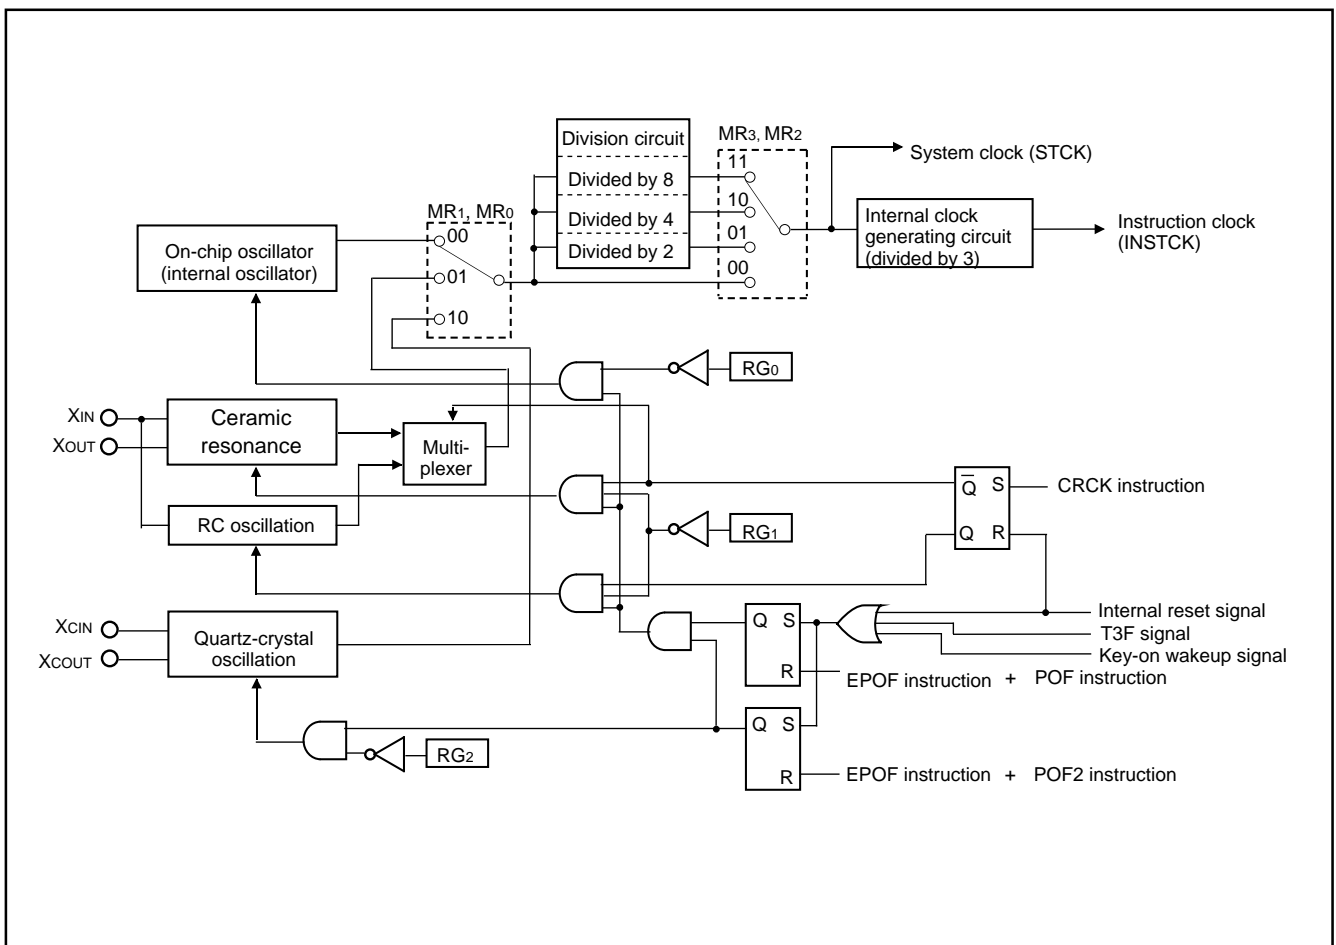 Division circuit
MR3, MR2
11
System clock (STCK)
Divided by 8
10
MR1, MR0
Divided by 4
Internal clock
generating circuit
(divided by 3)
Instruction clock
(INSTCK)
00
01
On-chip oscillator
(internal oscillator)
Divided by 2
00
01
10
RG0
XIN
Ceramic
resonance
XOUT
Multi-
plexer
Q S
CRCK instruction
RC oscillation
RG1
Q R
Internal reset signal
XCIN
Quartz-crystal
oscillation
Q S
T3F signal
XCOUT
Key-on wakeup signal
R
EPOF instruction + POF instruction
Q S
RG2
R
EPOF instruction + POF2 instruction